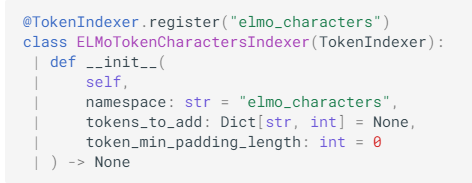 @TokenIndexer.register("elmo_characters")
class ELMoTokenCharactersIndexer(TokenIndexer):
 | def __init__(
 |     self,
 |     namespace: str = "elmo_characters",
 |     tokens_to_add: Dict[str, int] = None,
 |     token_min_padding_length: int = 0
 | ) -> None